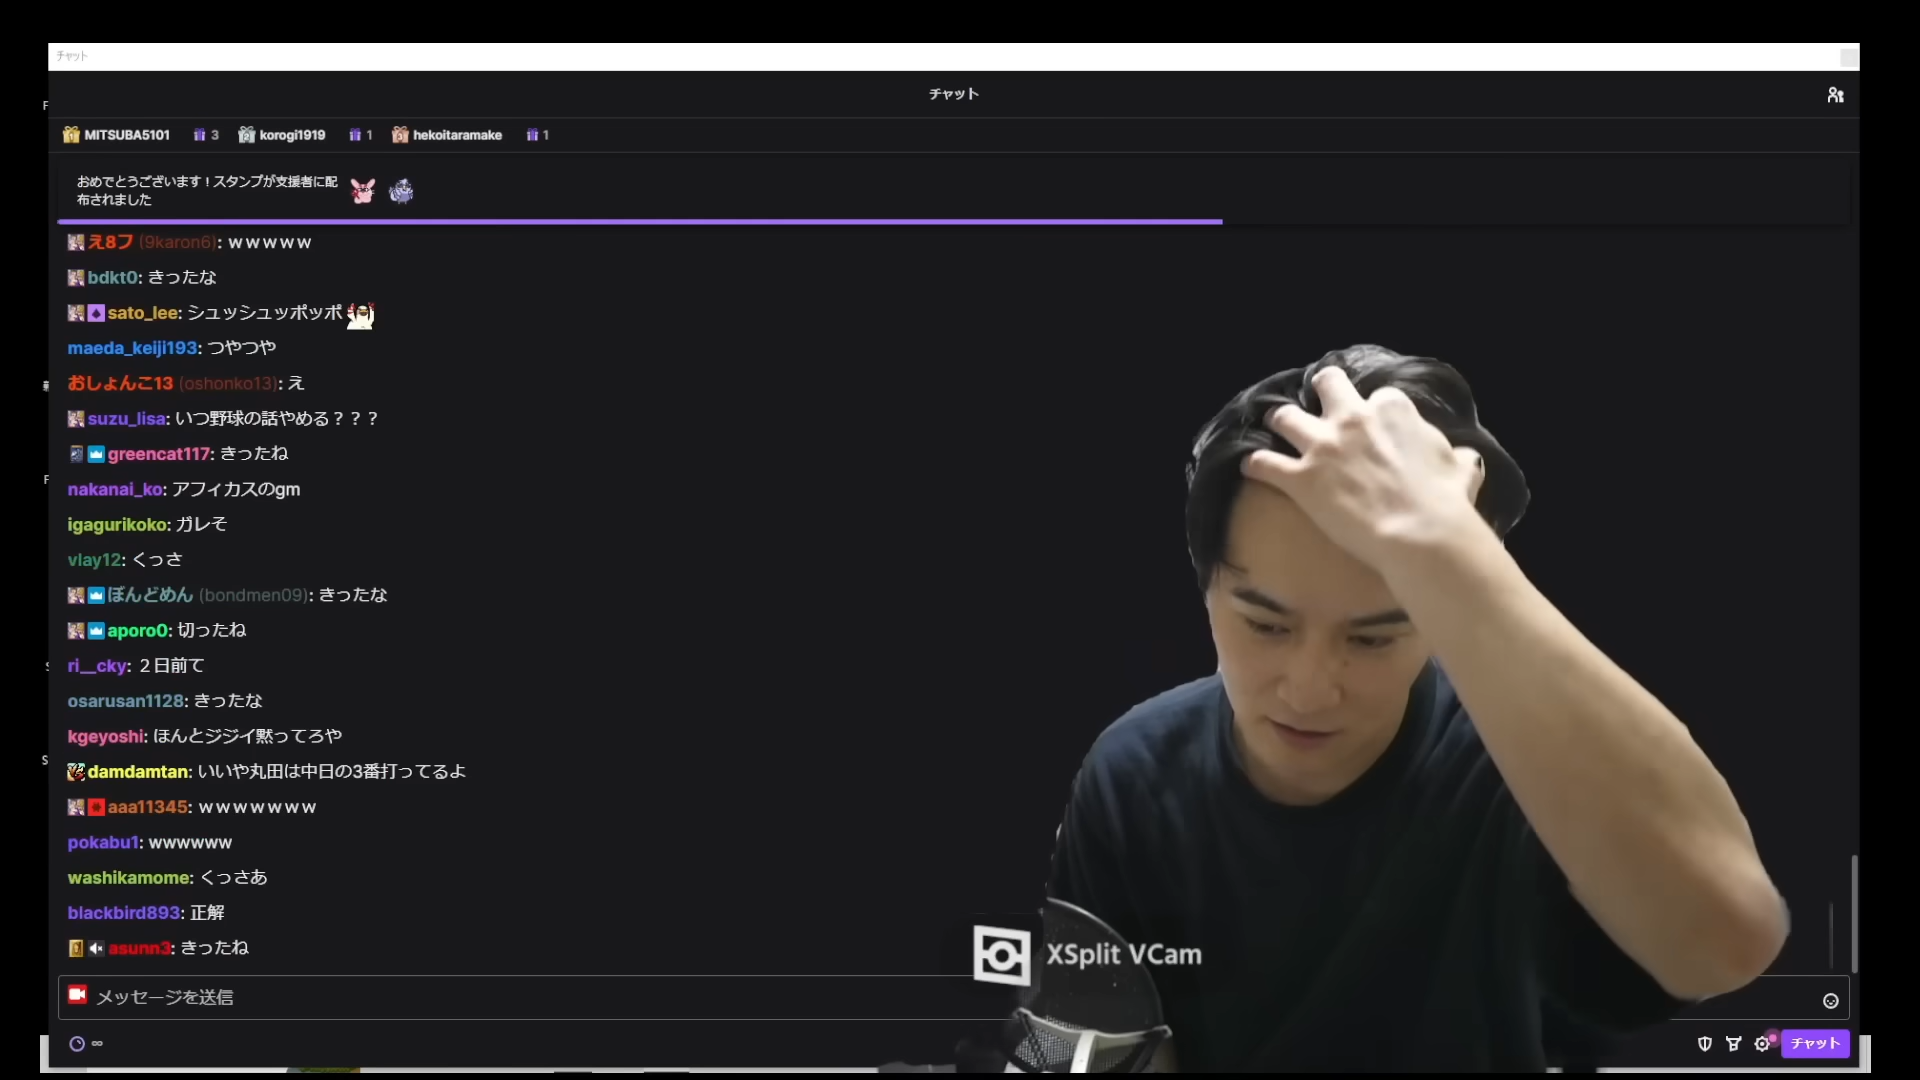 チャット
チャット
MITSUBA5101 3 korogi1919 1 hekoitaramake 1
おめでとうございます！スタンプが支援者に配
布されました
え8フ (9karon6): ｗｗｗｗｗ
bdkt0: きったな
sato_lee: シュッシュッポッポ
maeda_keiji193: つやつや
おしょんこ13 (oshonko13): え
suzu_lisa: いつ野球の話やめる？？？
greencat117: きったね
nakanai_ko: アフィカスのgm
igagurikoko: ガレそ
vlay12: くっさ
ぼんどめん (bondmen09): きったな
aporo0: 切ったね
ri__cky: ２日前て
osarusan1128: きったな
kgeyoshi: ほんとジジイ黙ってろや
damdamtan: いいや丸田は中日の3番打ってるよ
aaa11345: ｗｗｗｗｗｗｗ
pokabu1: wwwwww
washikamome: くっさあ
blackbird893: 正解
asunn3: きったね
XSplit VCam
メッセージを送信
∞
チャット